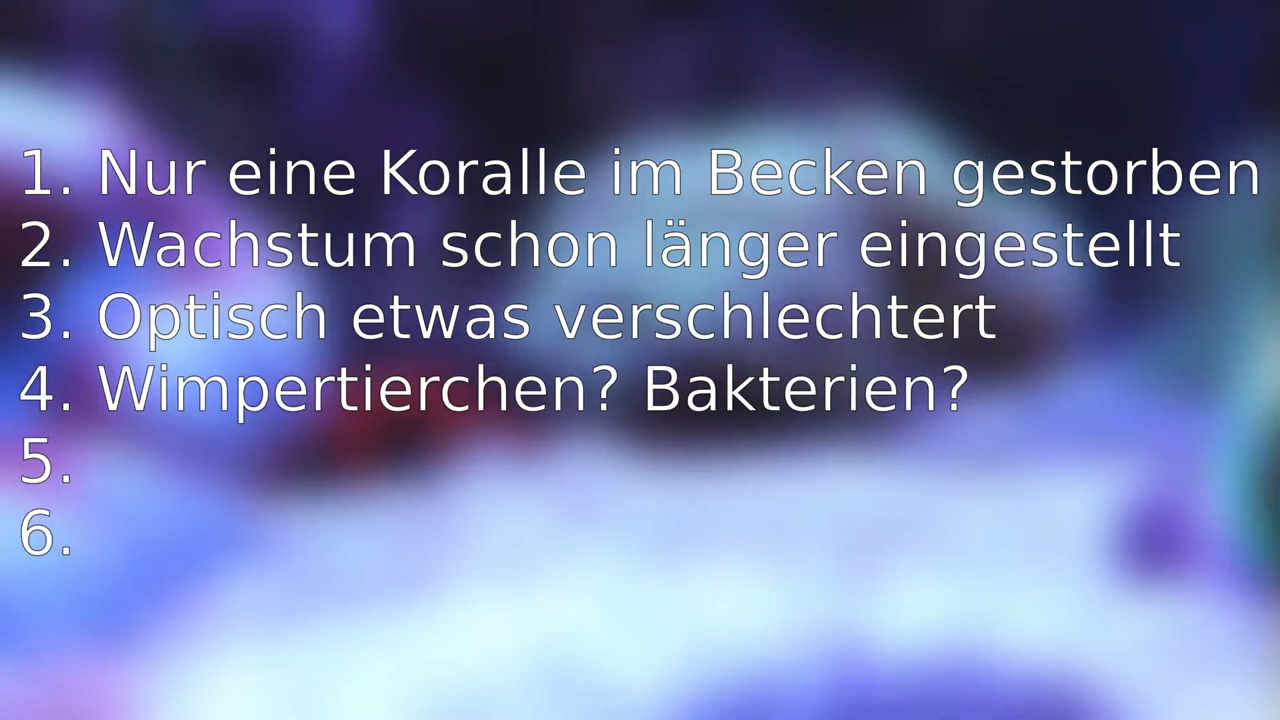 1. Nur eine Koralle im Becken gestorben
2. Wachstum schon länger eingestellt
3. Optisch etwas verschlechtert
4. Wimpertierchen? Bakterien?
5.
6.